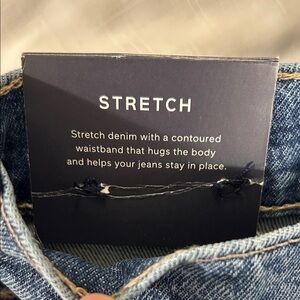 STRETCH
Stretch denim with a contoured
waistband that hugs the body
and helps your jeans stay in place.